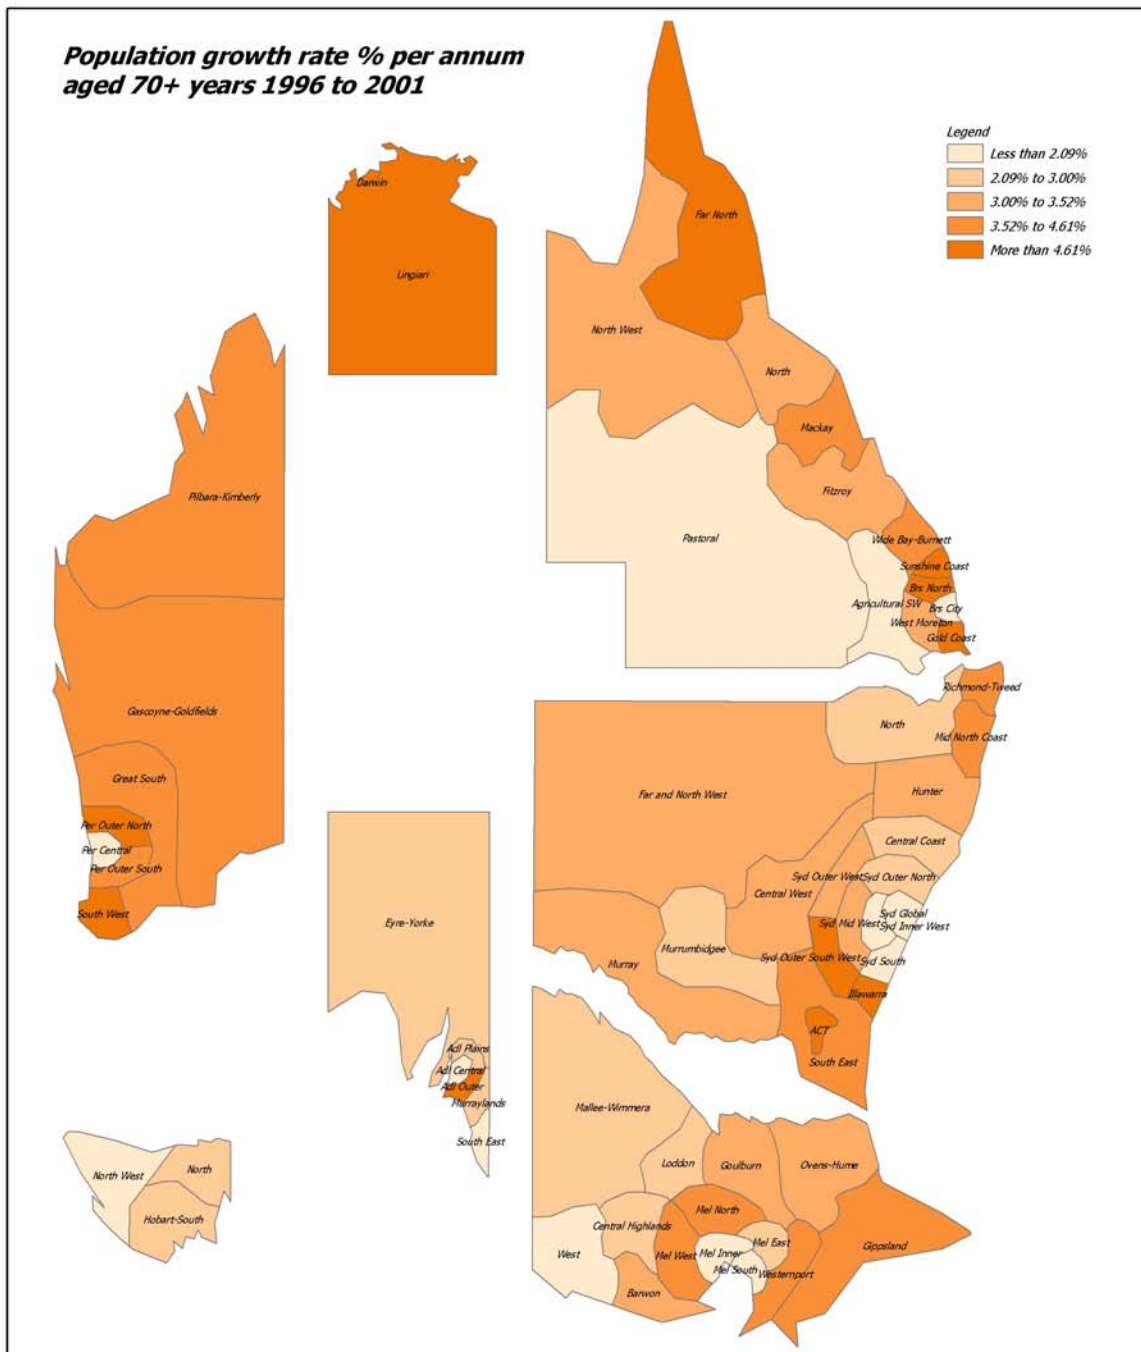 Population growth rate % per annum
aged 70+ years 1996 to 2001
Legend
Less than 2.09%
2.09% to 3.00%
3.00% to 3.52%
3.52% to 4.61%
More than 4.61%
Darwin
Lingiari
Far North
North West
North
Mackay
Fitzroy
Pastoral
Wide Bay-Burnett
Sunshine Coast
Brs North
Agricultural SW
Brs City
West Moreton
Gold Coast
Pilbara-Kimberly
Gascoyne-Goldfields
Great South
Per Outer North
Per Central
Per Outer South
South West
Richmond-Tweed
North
Mid North Coast
Far and North West
Hunter
Central Coast
Syd Outer West
Syd Outer North
Central West
Syd Global
Syd Mid West
Syd Inner West
Murrumbidgee
Syd Outer South West
Syd South
Murray
Illawarra
ACT
South East
Eyre-Yorke
Adl Plains
Adl Central
Adl Outer
Murraylands
South East
North West
North
Hobart-South
Mallee-Wimmera
Loddon
Goulburn
Ovens-Hume
Mel North
Central Highlands
Mel East
Gippsland
West
Mel West
Mel Inner
Mel South
Westernport
Barwon